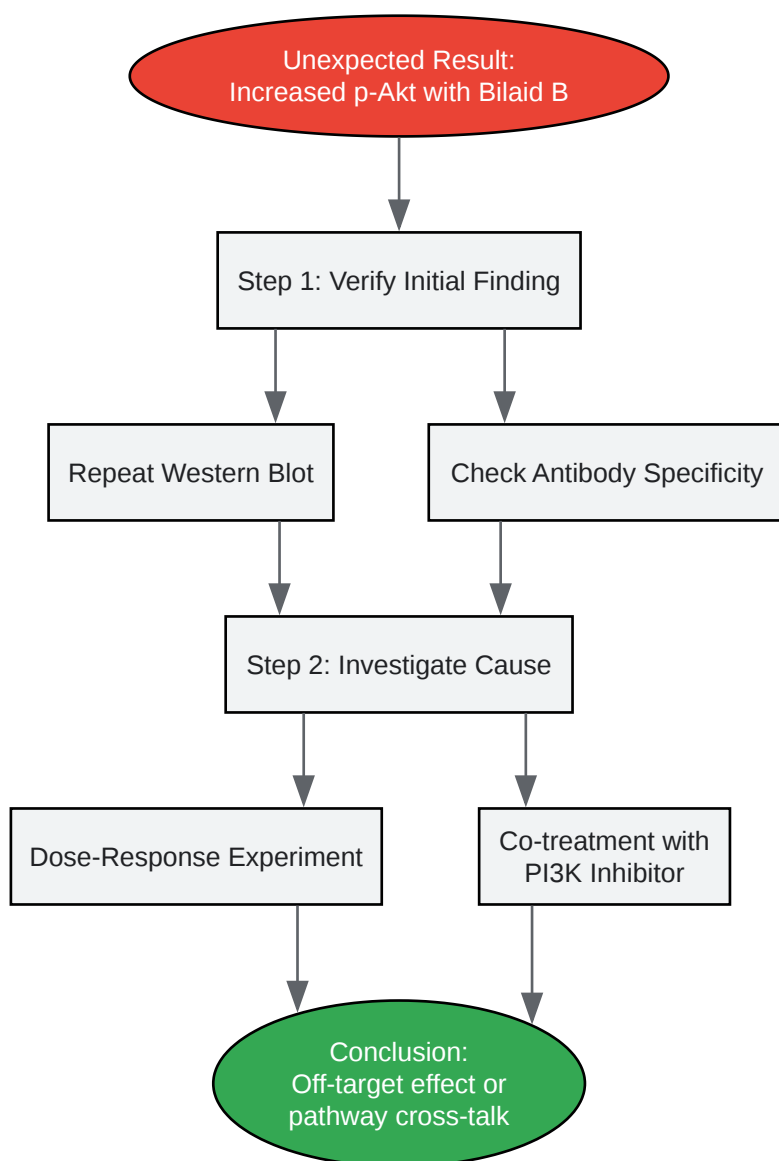 Unexpected Result:
Increased p-Akt with Bilaid B
Step 1: Verify Initial Finding
Repeat Western Blot
Check Antibody Specificity
Step 2: Investigate Cause
Dose-Response Experiment
Co-treatment with
PI3K Inhibitor
Conclusion:
Off-target effect or
pathway cross-talk